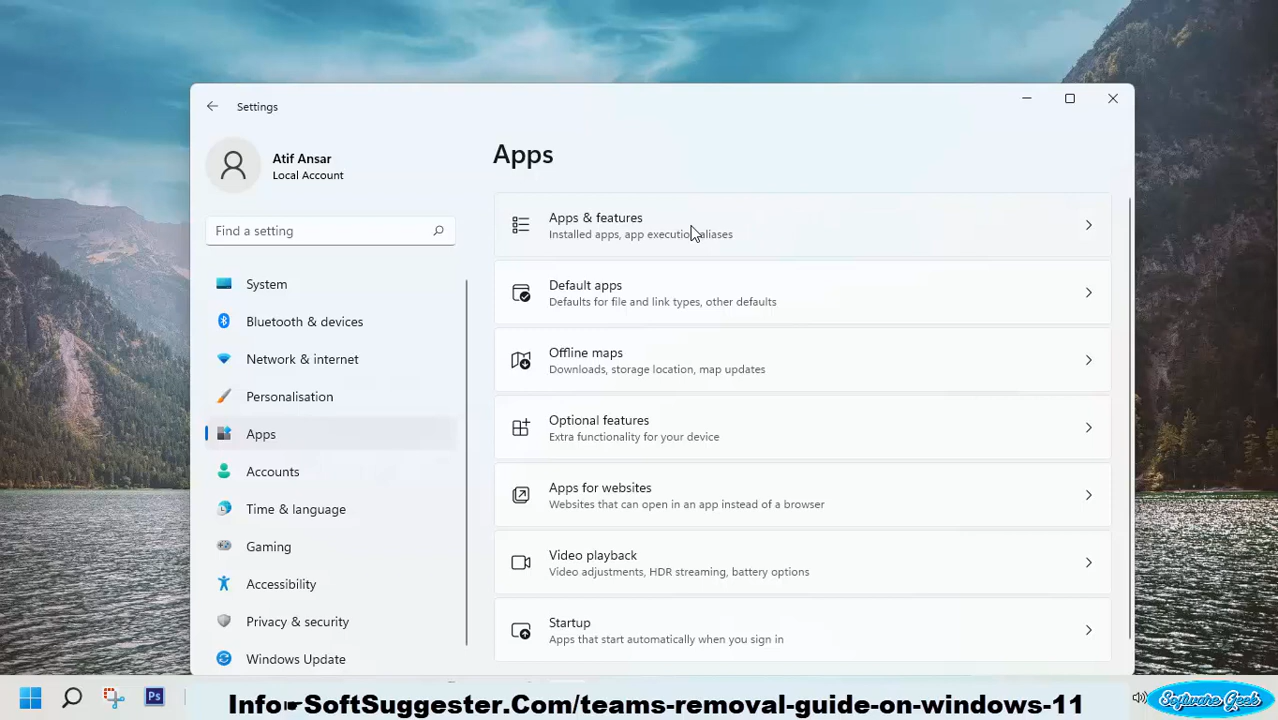 Settings
Atif Ansar
Local Account
Find a setting
System
Bluetooth & devices
Network & internet
Personalisation
Apps
Accounts
Time & language
Gaming
Accessibility
Privacy & security
Windows Update
Apps
Apps & features
Installed apps, app execution aliases
Default apps
Defaults for file and link types, other defaults
Offline maps
Downloads, storage location, map updates
Optional features
Extra functionality for your device
Apps for websites
Websites that can open in an app instead of a browser
Video playback
Video adjustments, HDR streaming, battery options
Startup
Apps that start automatically when you sign in
Ps
Info☛SoftSuggester.Com/teams-removal-guide-on-windows-11
Software Geek